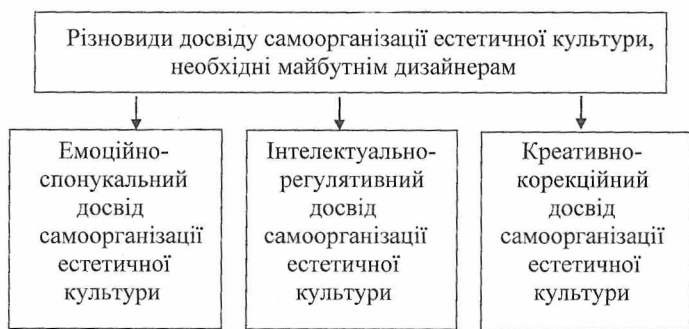 Різновиди досвіду самоорганізації естетичної культури,
необхідні майбутнім дизайнерам
Емоційно-
спонукальний
досвід
самоорганізації
естетичної
культури
Інтелектуально-
регулятивний
досвід
самоорганізації
естетичної
культури
Креативно-
корекційний
досвід
самоорганізації
естетичної
культури